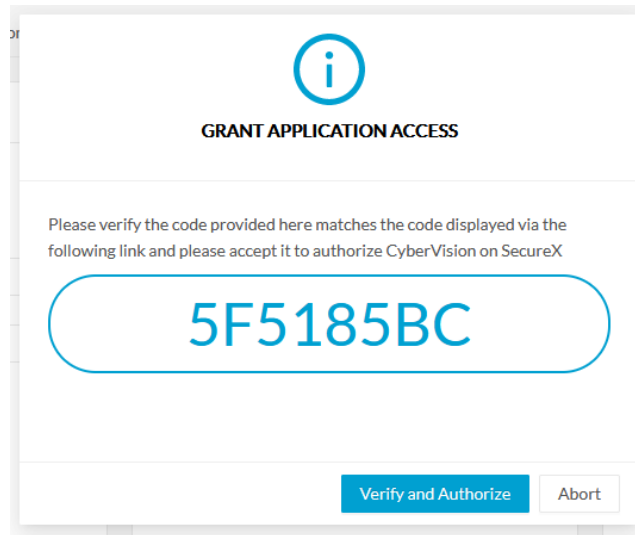 GRANT APPLICATION ACCESS
Please verify the code provided here matches the code displayed via the
following link and please accept it to authorize CyberVision on SecureX
5F5185BC
Verify and Authorize
Abort